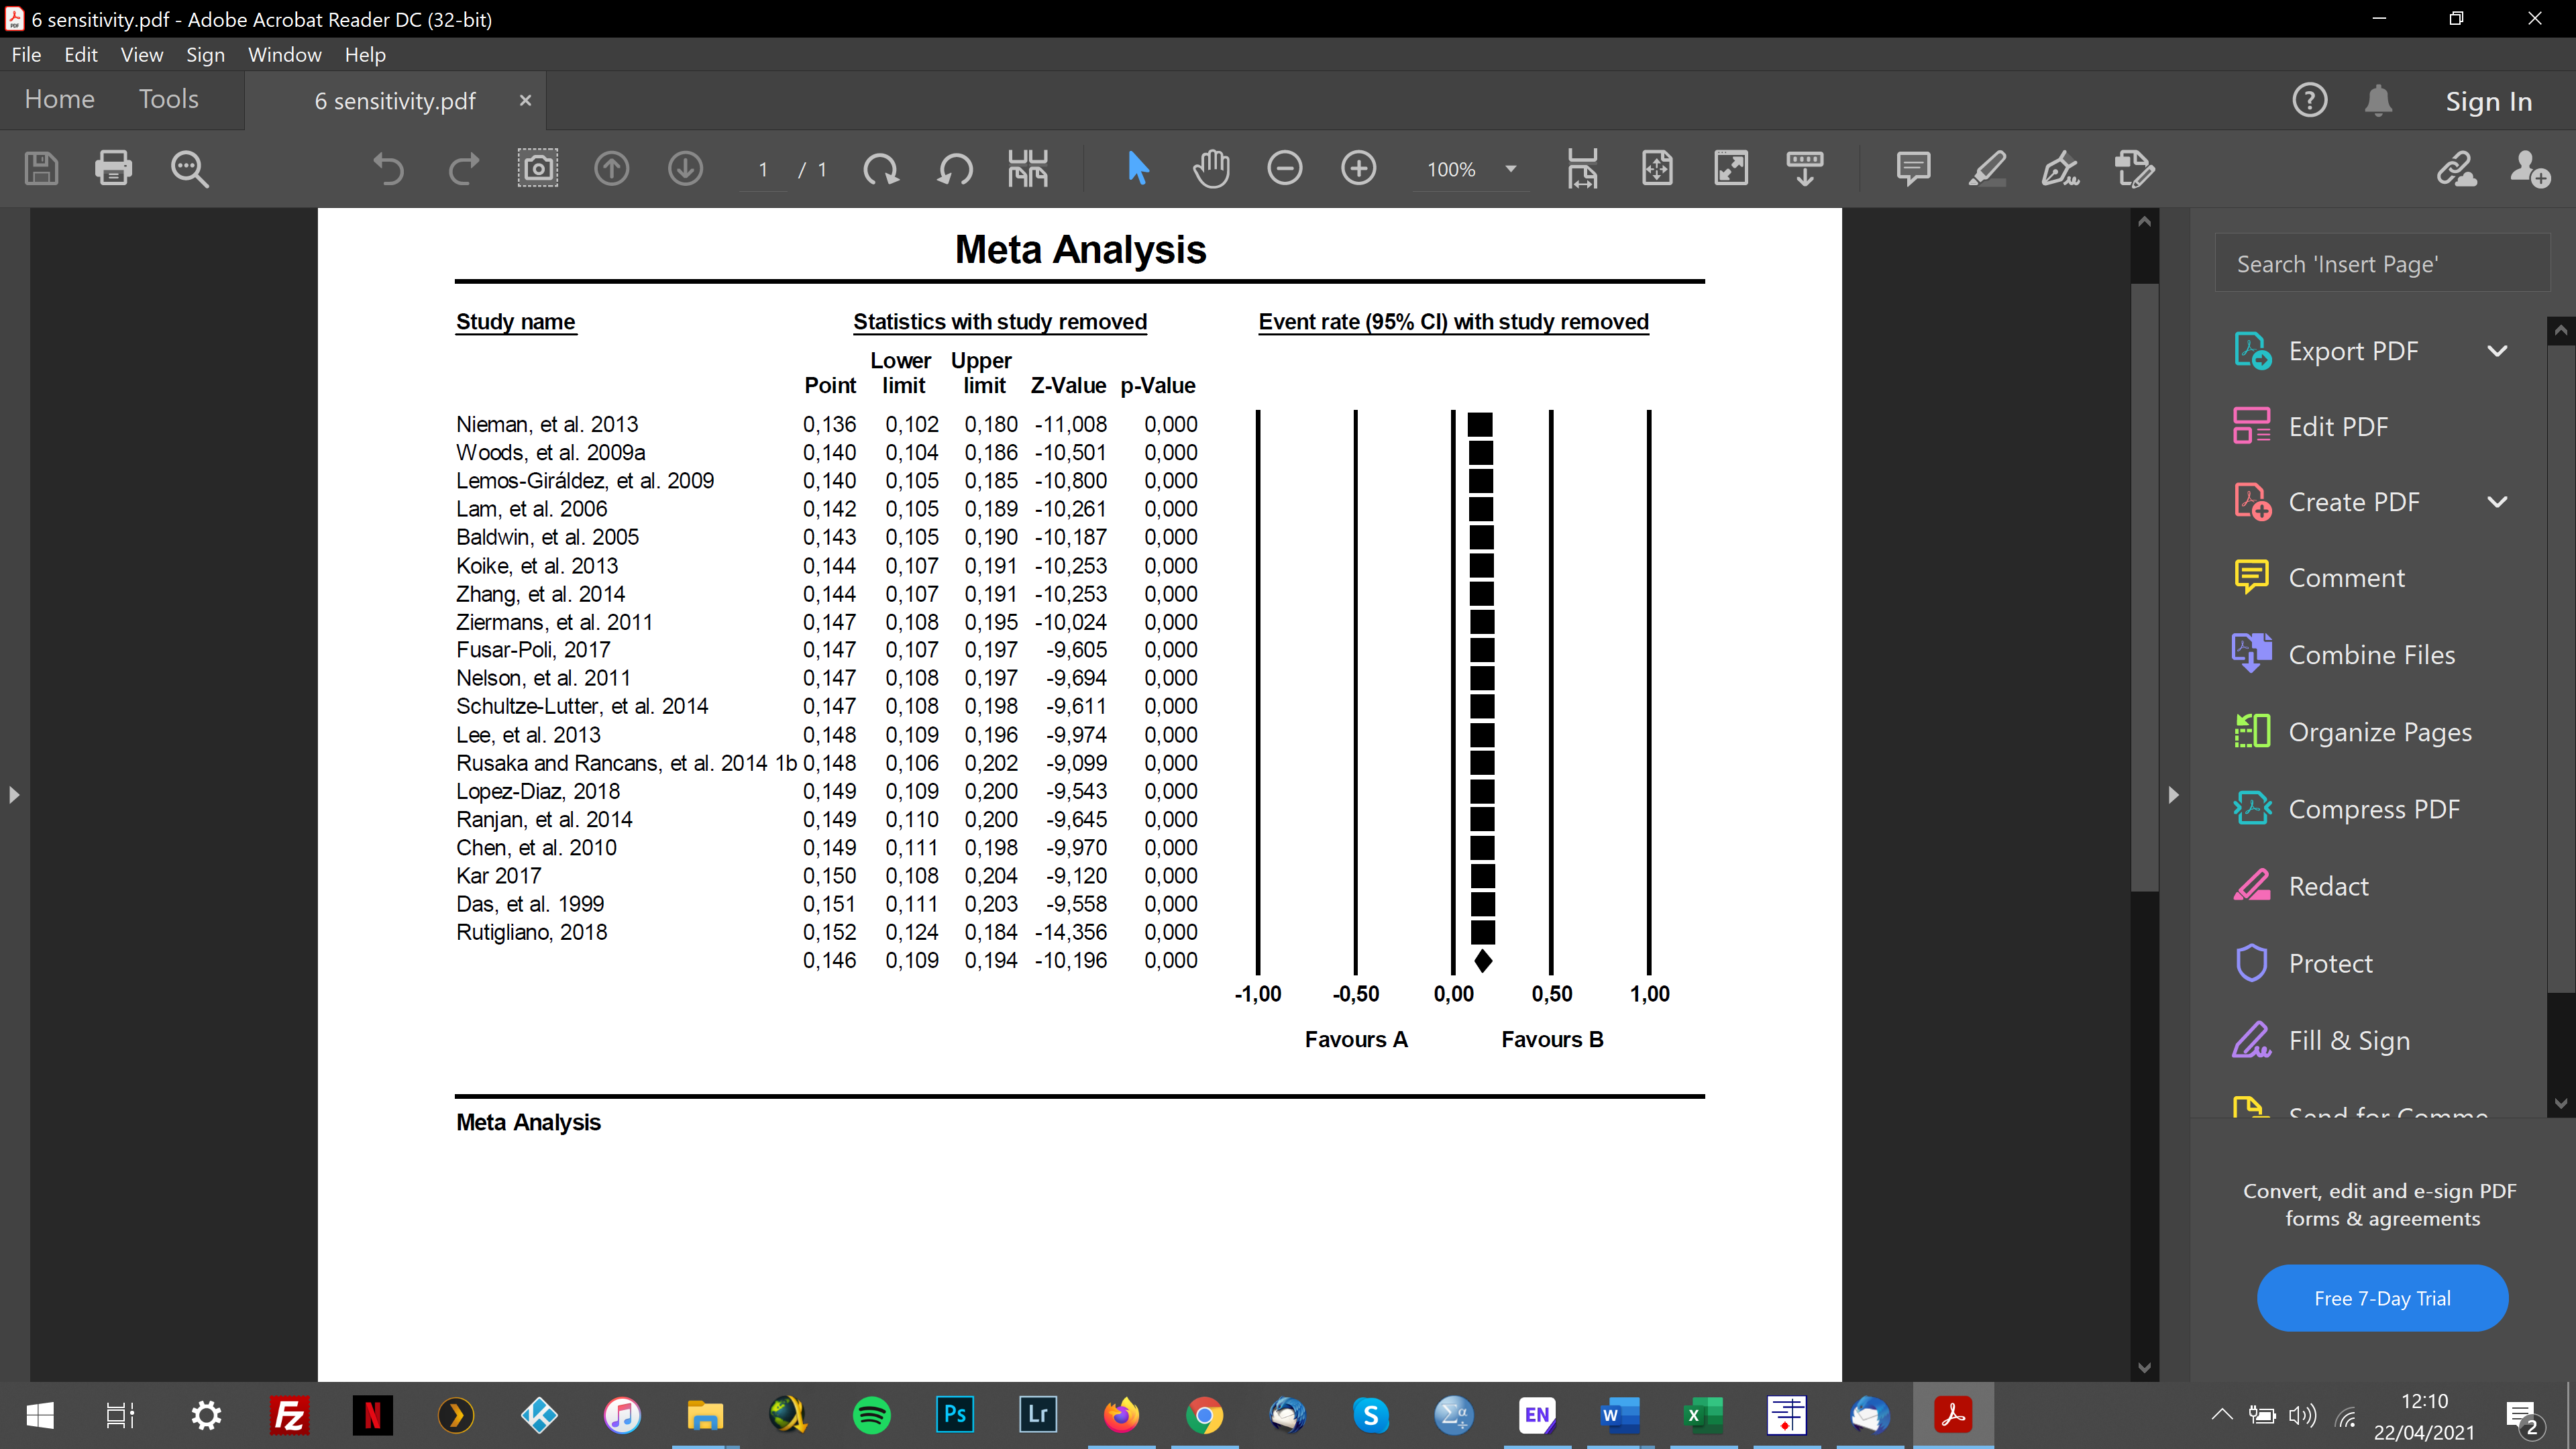 6 sensitivity.pdf - Adobe Acrobat Reader DC (32-bit)
File Edit View Sign Window Help
Home Tools 6 sensitivity.pdf × Sign In
1 / 1 100%
Meta Analysis
Study name Statistics with study removed Event rate (95% CI) with study removed
Lower Upper
Point limit limit Z-Value p-Value
Nieman, et al. 2013 0,136 0,102 0,180 -11,008 0,000
Woods, et al. 2009a 0,140 0,104 0,186 -10,501 0,000
Lemos-Giráldez, et al. 2009 0,140 0,105 0,185 -10,800 0,000
Lam, et al. 2006 0,142 0,105 0,189 -10,261 0,000
Baldwin, et al. 2005 0,143 0,105 0,190 -10,187 0,000
Koike, et al. 2013 0,144 0,107 0,191 -10,253 0,000
Zhang, et al. 2014 0,144 0,107 0,191 -10,253 0,000
Ziermans, et al. 2011 0,147 0,108 0,195 -10,024 0,000
Fusar-Poli, 2017 0,147 0,107 0,197 -9,605 0,000
Nelson, et al. 2011 0,147 0,108 0,197 -9,694 0,000
Schultze-Lutter, et al. 2014 0,147 0,108 0,198 -9,611 0,000
Lee, et al. 2013 0,148 0,109 0,196 -9,974 0,000
Rusaka and Rancans, et al. 2014 1b 0,148 0,106 0,202 -9,099 0,000
Lopez-Diaz, 2018 0,149 0,109 0,200 -9,543 0,000
Ranjan, et al. 2014 0,149 0,110 0,200 -9,645 0,000
Chen, et al. 2010 0,149 0,111 0,198 -9,970 0,000
Kar 2017 0,150 0,108 0,204 -9,120 0,000
Das, et al. 1999 0,151 0,111 0,203 -9,558 0,000
Rutigliano, 2018 0,152 0,124 0,184 -14,356 0,000
0,146 0,109 0,194 -10,196 0,000
-1,00 -0,50 0,00 0,50 1,00
Favours A Favours B
Meta Analysis
Search 'Insert Page'
Export PDF
Edit PDF
Create PDF
Comment
Combine Files
Organize Pages
Compress PDF
Redact
Protect
Fill & Sign
Send for Comme
Convert, edit and e-sign PDF
forms & agreements
Free 7-Day Trial
Fz N Ps Lr S Σα EN W X
12:10
22/04/2021
2